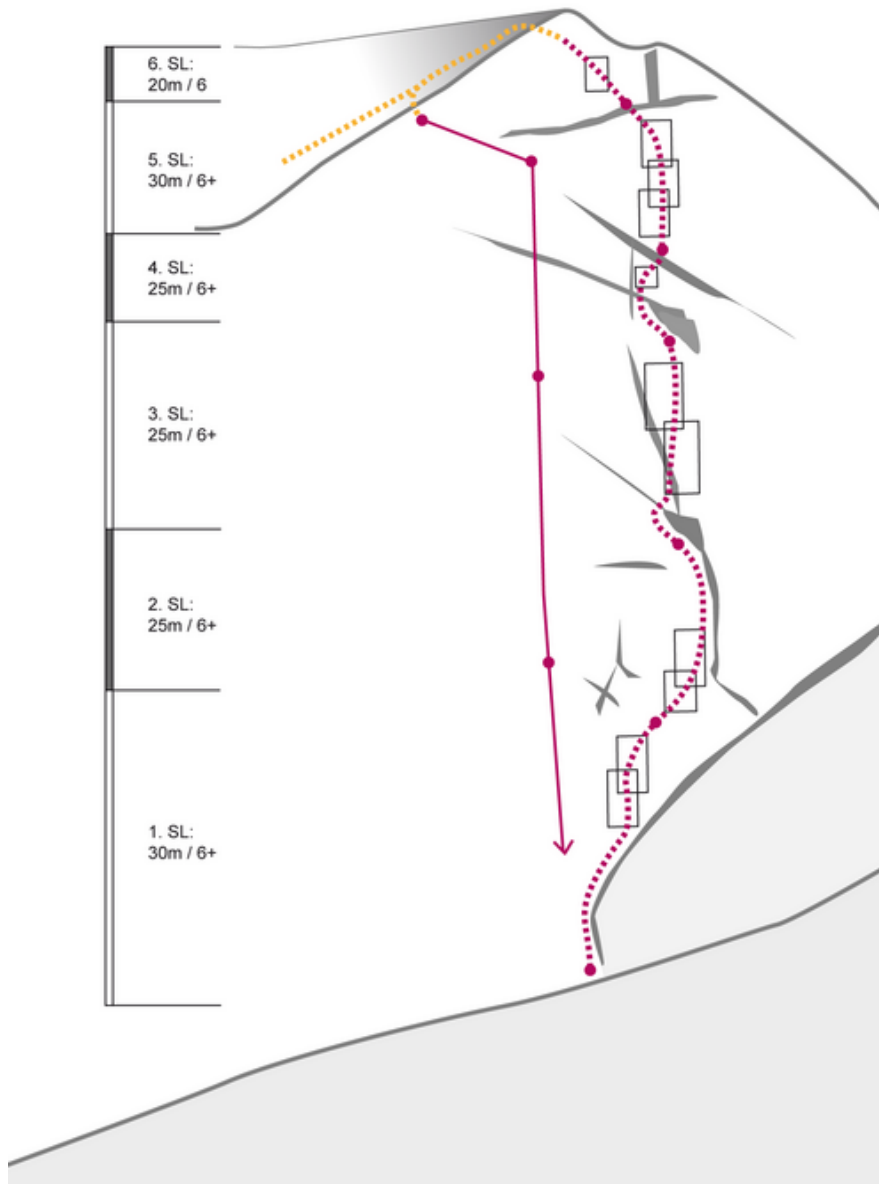 6. SL:
20m / 6
5. SL:
30m / 6+
4. SL:
25m / 6+
3. SL:
25m / 6+
2. SL:
25m / 6+
1. SL:
30m / 6+